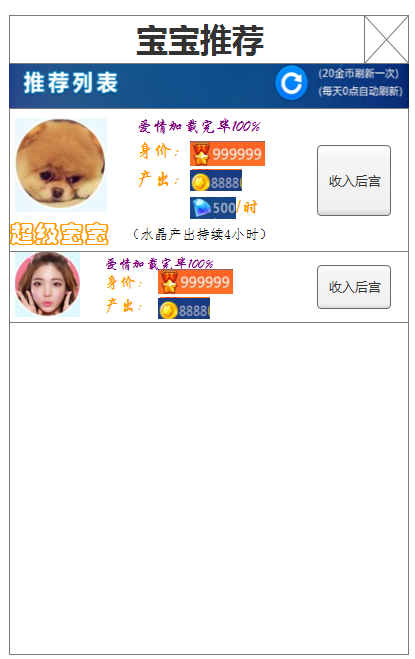 宝宝推荐
推荐列表
(20金币刷新一次)
(每天0点自动刷新)
爱情加载完毕100%
身价： 999999
产出： 8888
500/时
超级宝宝
（水晶产出持续4小时）
收入后宫
爱情加载完毕100%
身价： 999999
产出： 8888
收入后宫